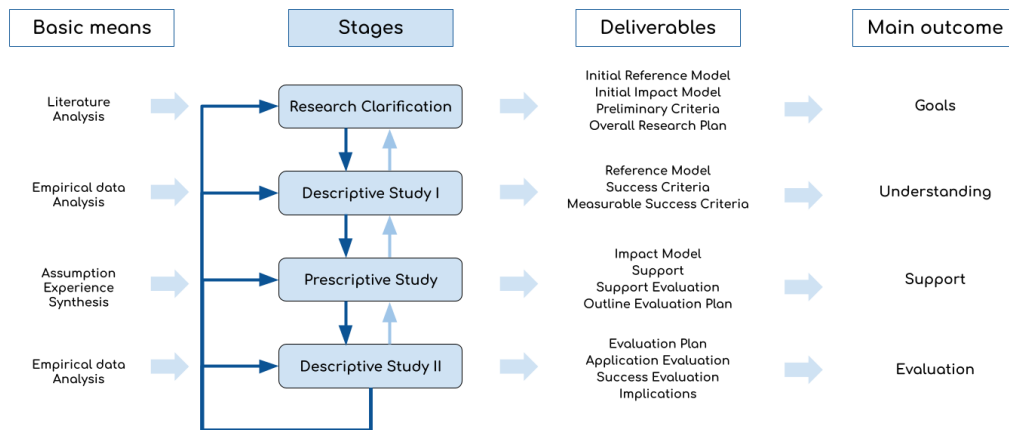 Basic means
Stages
Deliverables
Main outcome
Literature
Analysis
Research Clarification
Initial Reference Model
Initial Impact Model
Preliminary Criteria
Overall Research Plan
Goals
Empirical data
Analysis
Descriptive Study I
Reference Model
Success Criteria
Measurable Success Criteria
Understanding
Assumption
Experience
Synthesis
Prescriptive Study
Impact Model
Support
Support Evaluation
Outline Evaluation Plan
Support
Empirical data
Analysis
Descriptive Study II
Evaluation Plan
Application Evaluation
Success Evaluation
Implications
Evaluation